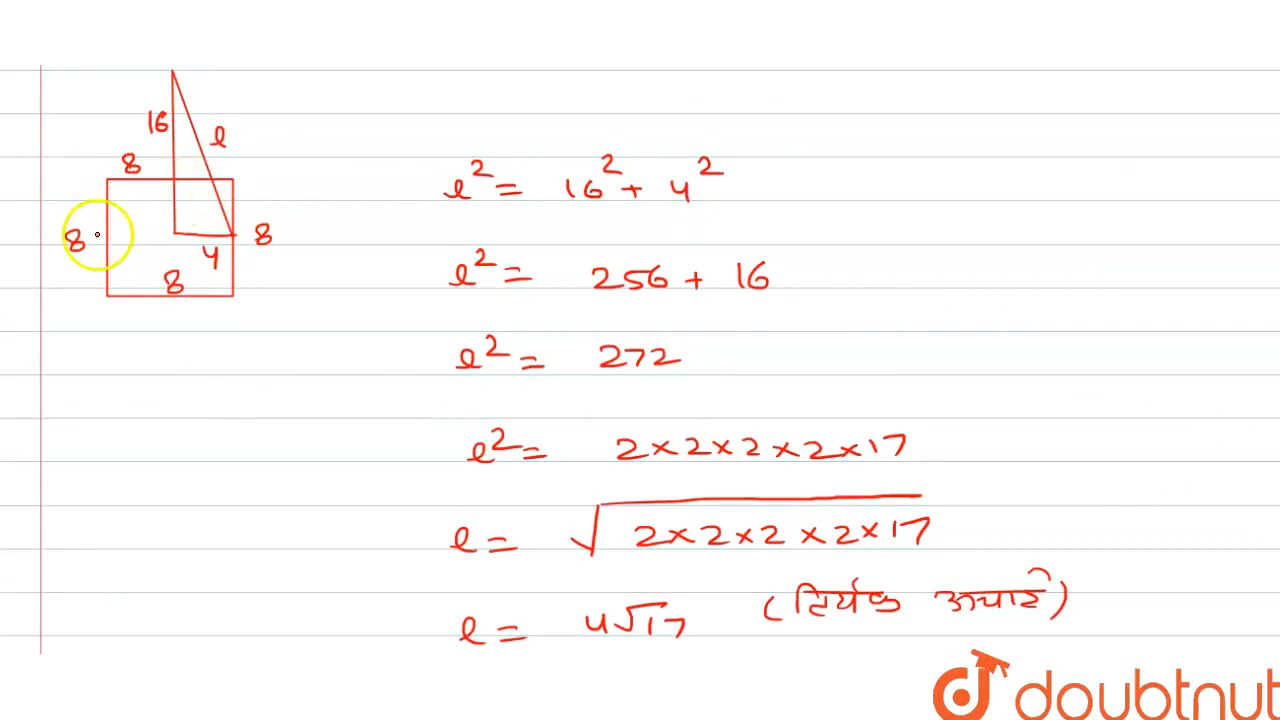 16
l
8
8
8
4
8
l² = 16² + 4²
l² = 256 + 16
l² = 272
l² = 2×2×2×2×17
l = √2×2×2×2×17
l = 4√17 (तिर्यक ऊचाई)
doubtnut